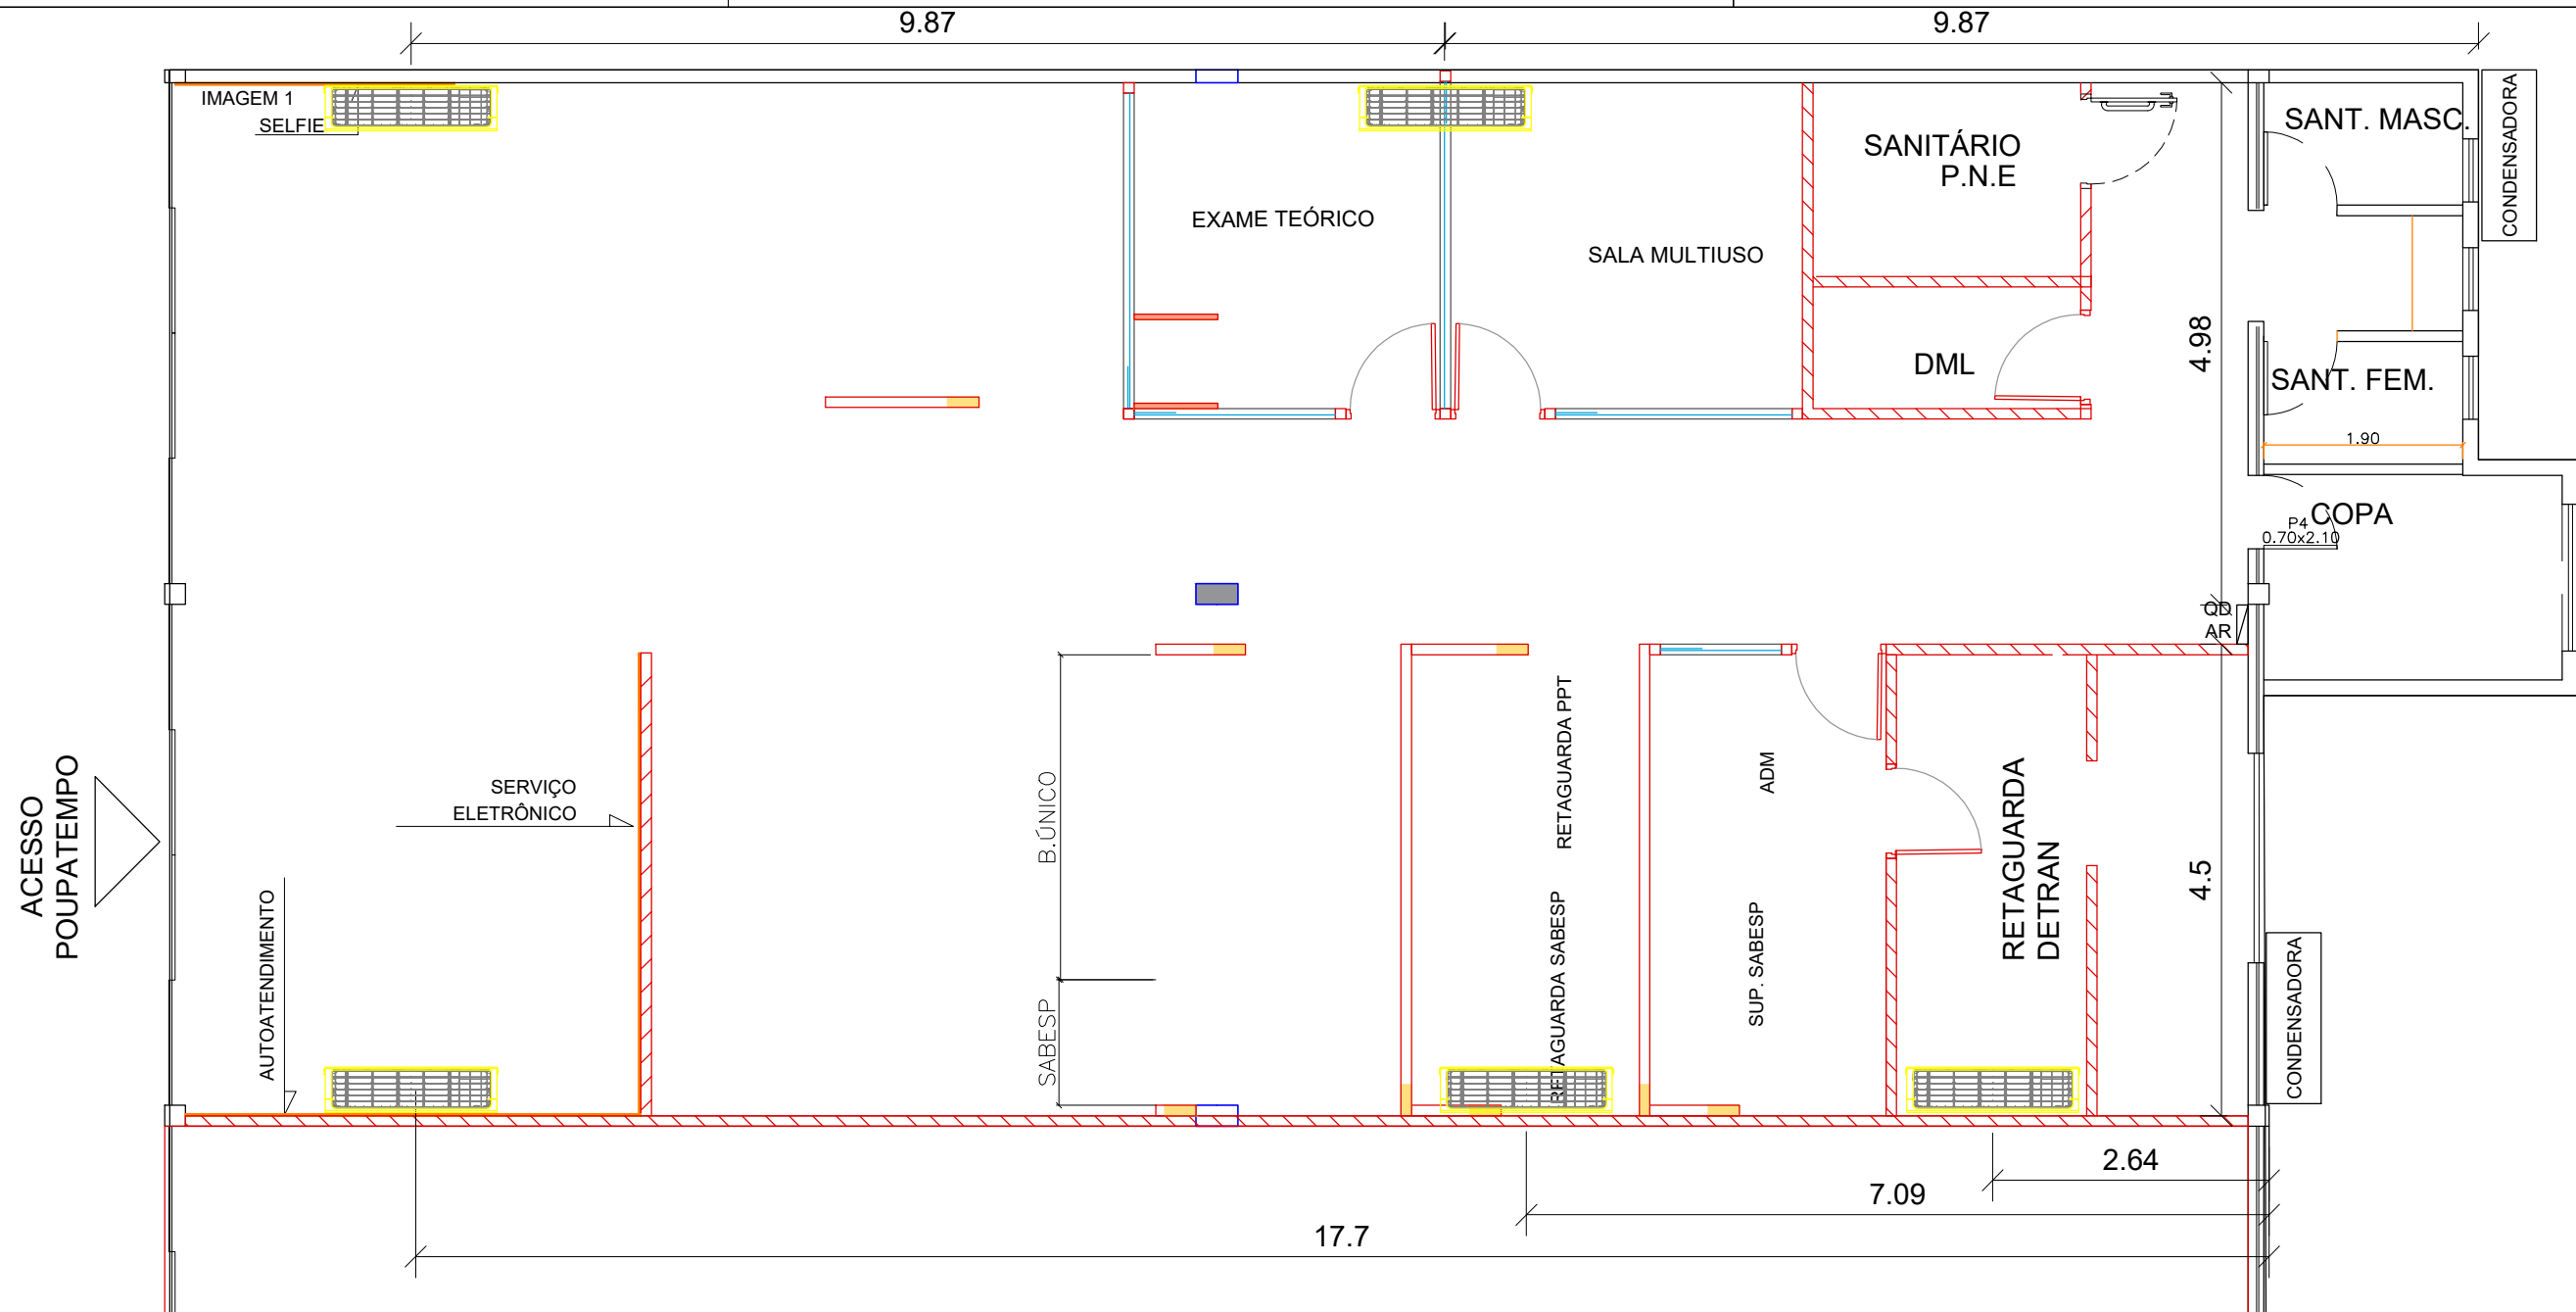 9.87
9.87
IMAGEM 1
SELFIE
EXAME TEÓRICO
SALA MULTIUSO
SANITÁRIO
P.N.E
DML
4.98
SANT. MASC.
CONDENSADORA
SANT. FEM.
1.90
COPA
P4
0.70x2.10
QD
AR
ACESSO
POUPATEMPO
SERVIÇO
ELETRÔNICO
AUTOATENDIMENTO
B.ÚNICO
SABESP
RETAGUARDA PPT
RETAGUARDA SABESP
ADM
SUP. SABESP
RETAGUARDA
DETRAN
4.5
CONDENSADORA
2.64
7.09
17.7